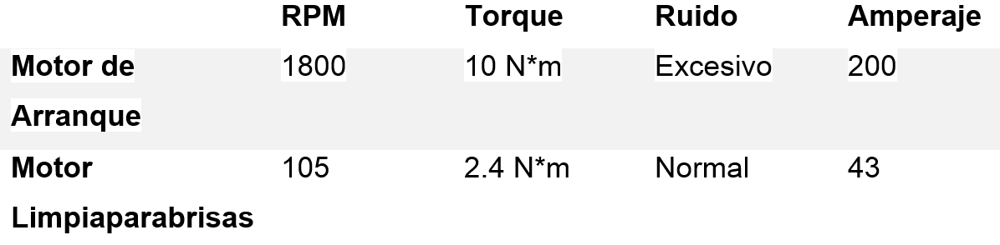 RPM Torque Ruido Amperaje
Motor de 1800 10 N*m Excesivo 200
Arranque
Motor 105 2.4 N*m Normal 43
Limpiaparabrisas